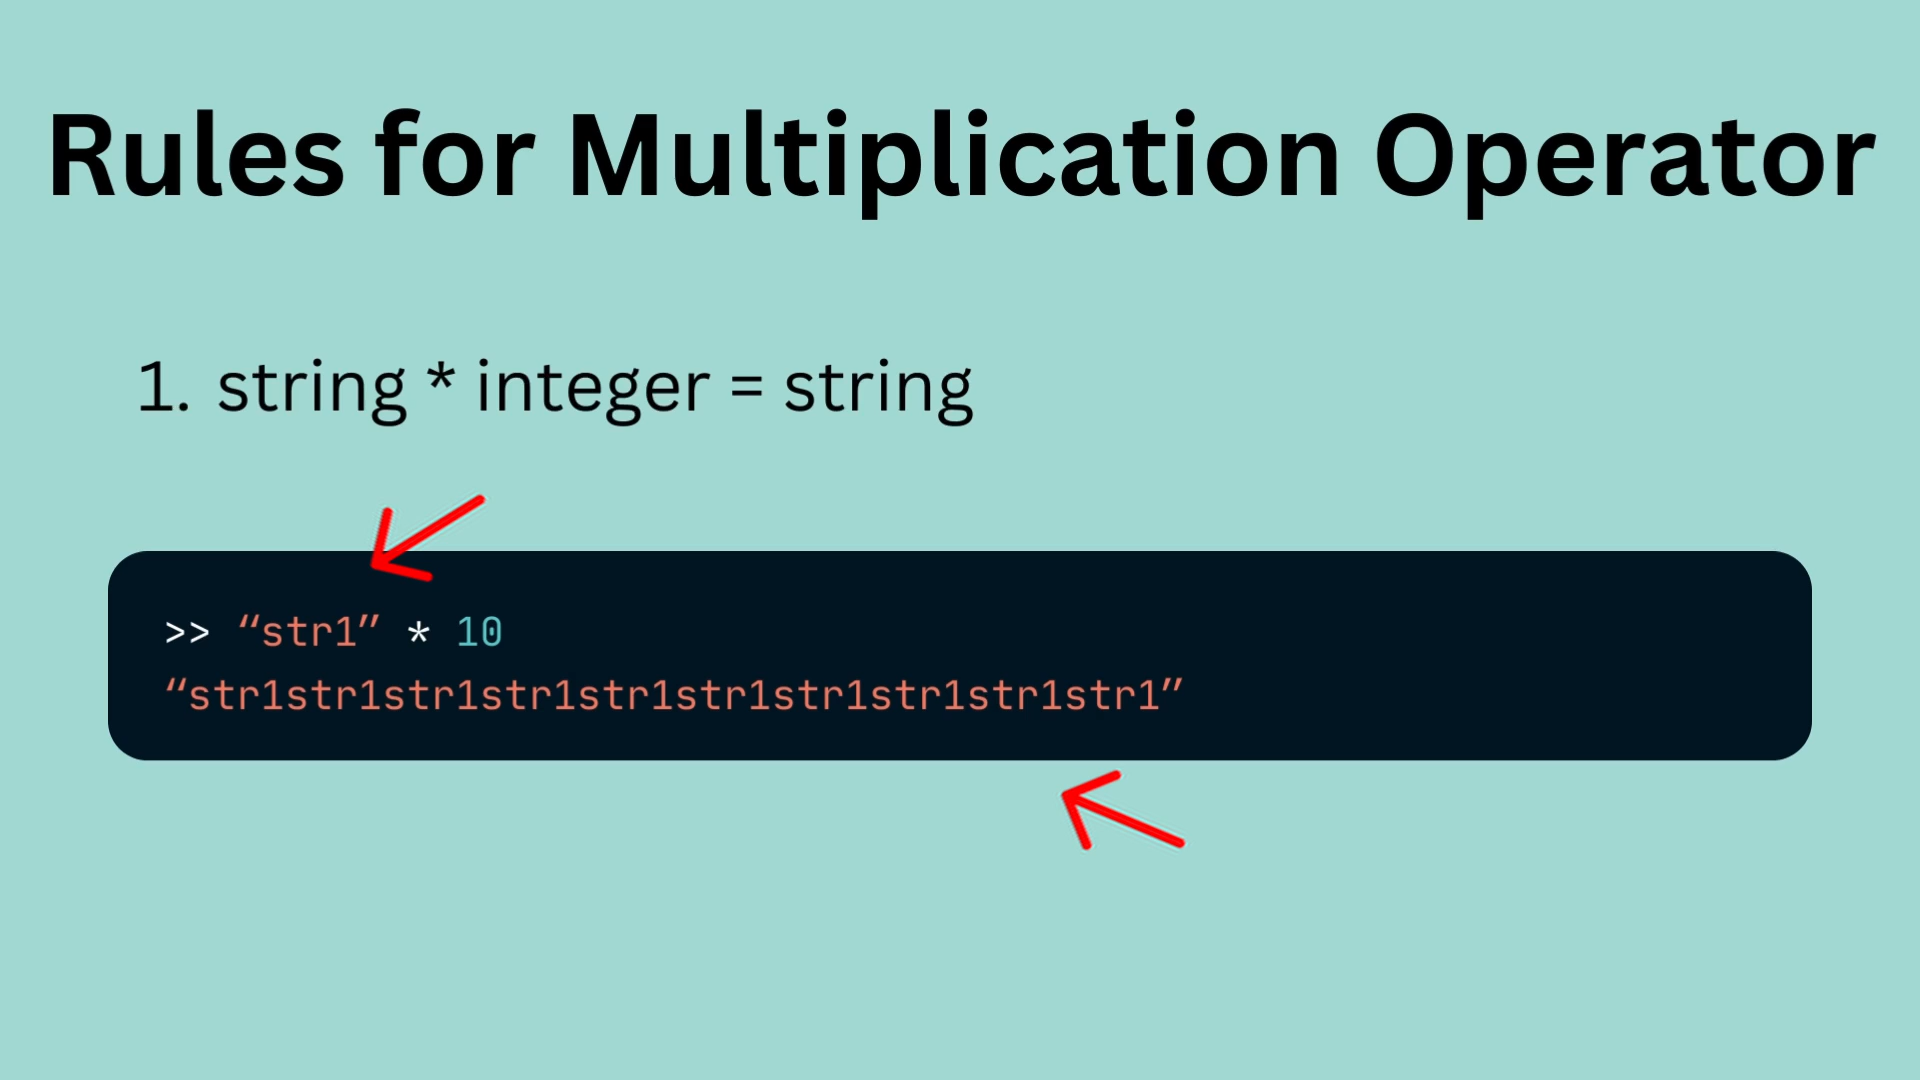 Rules for Multiplication Operator
1. string * integer = string
>> “str1” * 10
“str1str1str1str1str1str1str1str1str1str1”